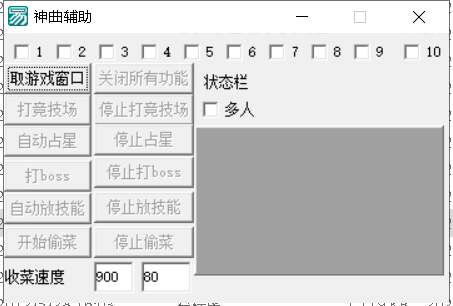 神曲辅助
1 2 3 4 5 6 7 8 9 10
取游戏窗口 关闭所有功能 状态栏
打竞技场 停止打竞技场 多人
自动占星 停止占星
打boss 停止打boss
自动放技能 停止放技能
开始偷菜 停止偷菜
收菜速度 900 80